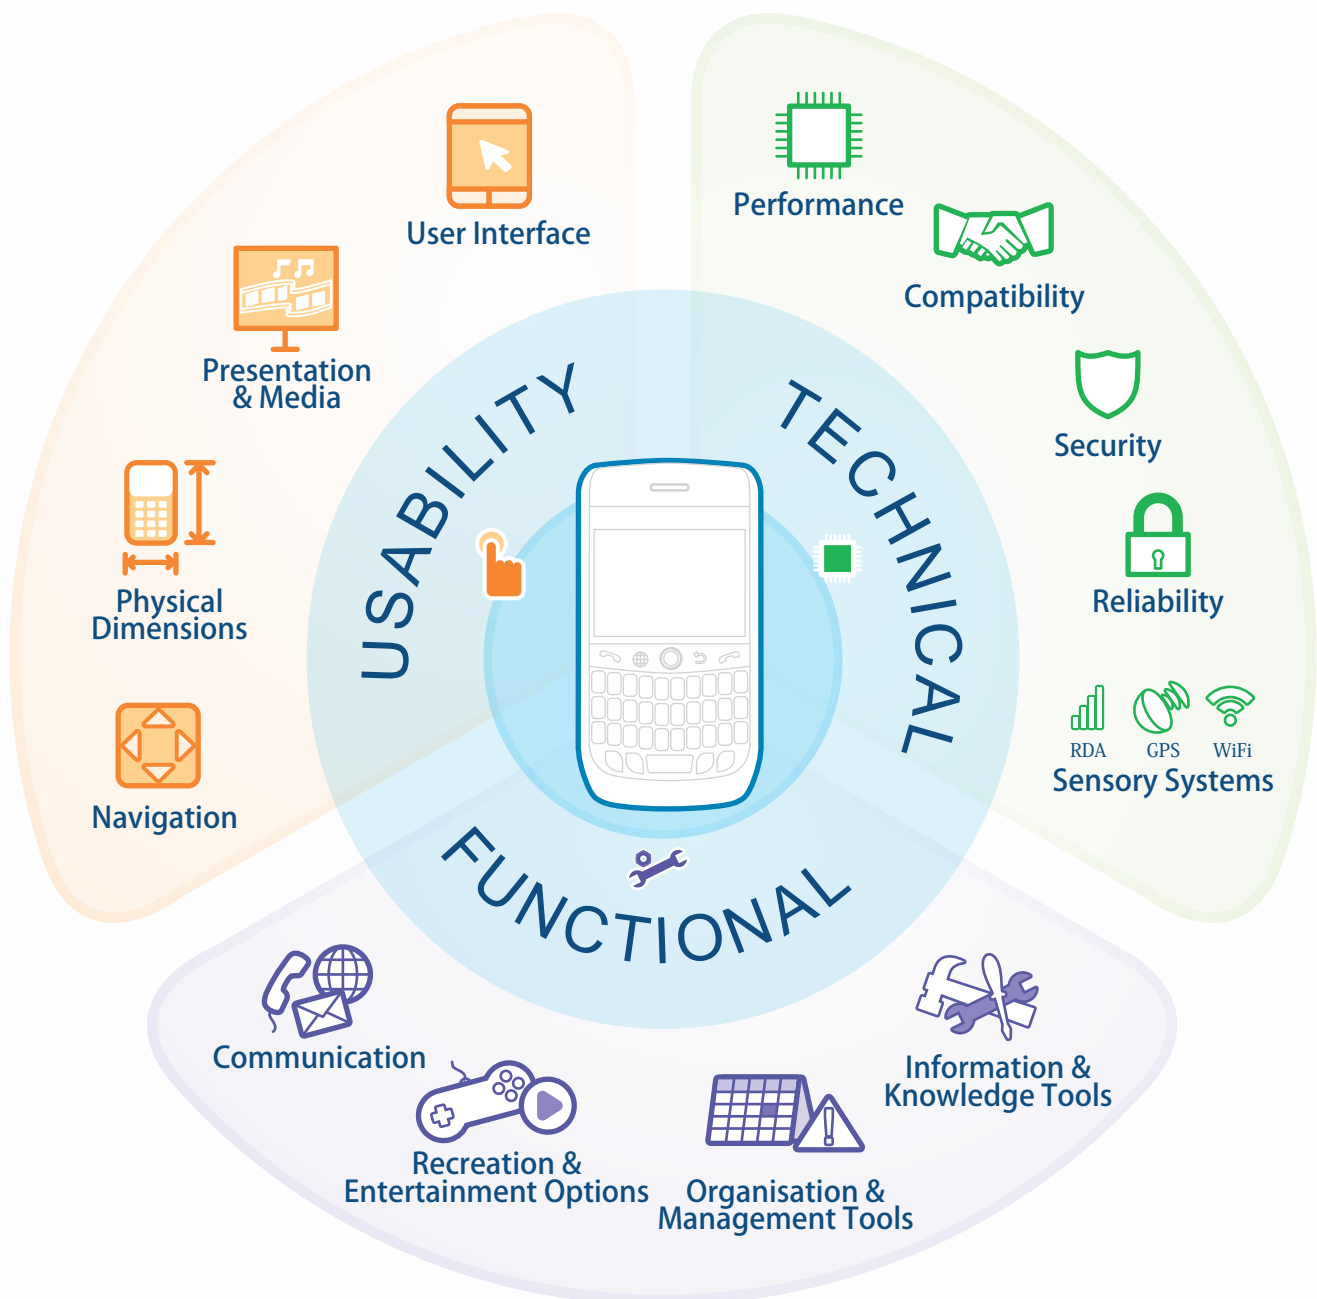 User Interface
Presentation
& Media
Physical
Dimensions
Navigation
USABILITY
TECHNICAL
FUNCTIONAL
Performance
Compatibility
Security
Reliability
RDA GPS WiFi
Sensory Systems
Communication
Recreation &
Entertainment Options
Organisation &
Management Tools
Information &
Knowledge Tools